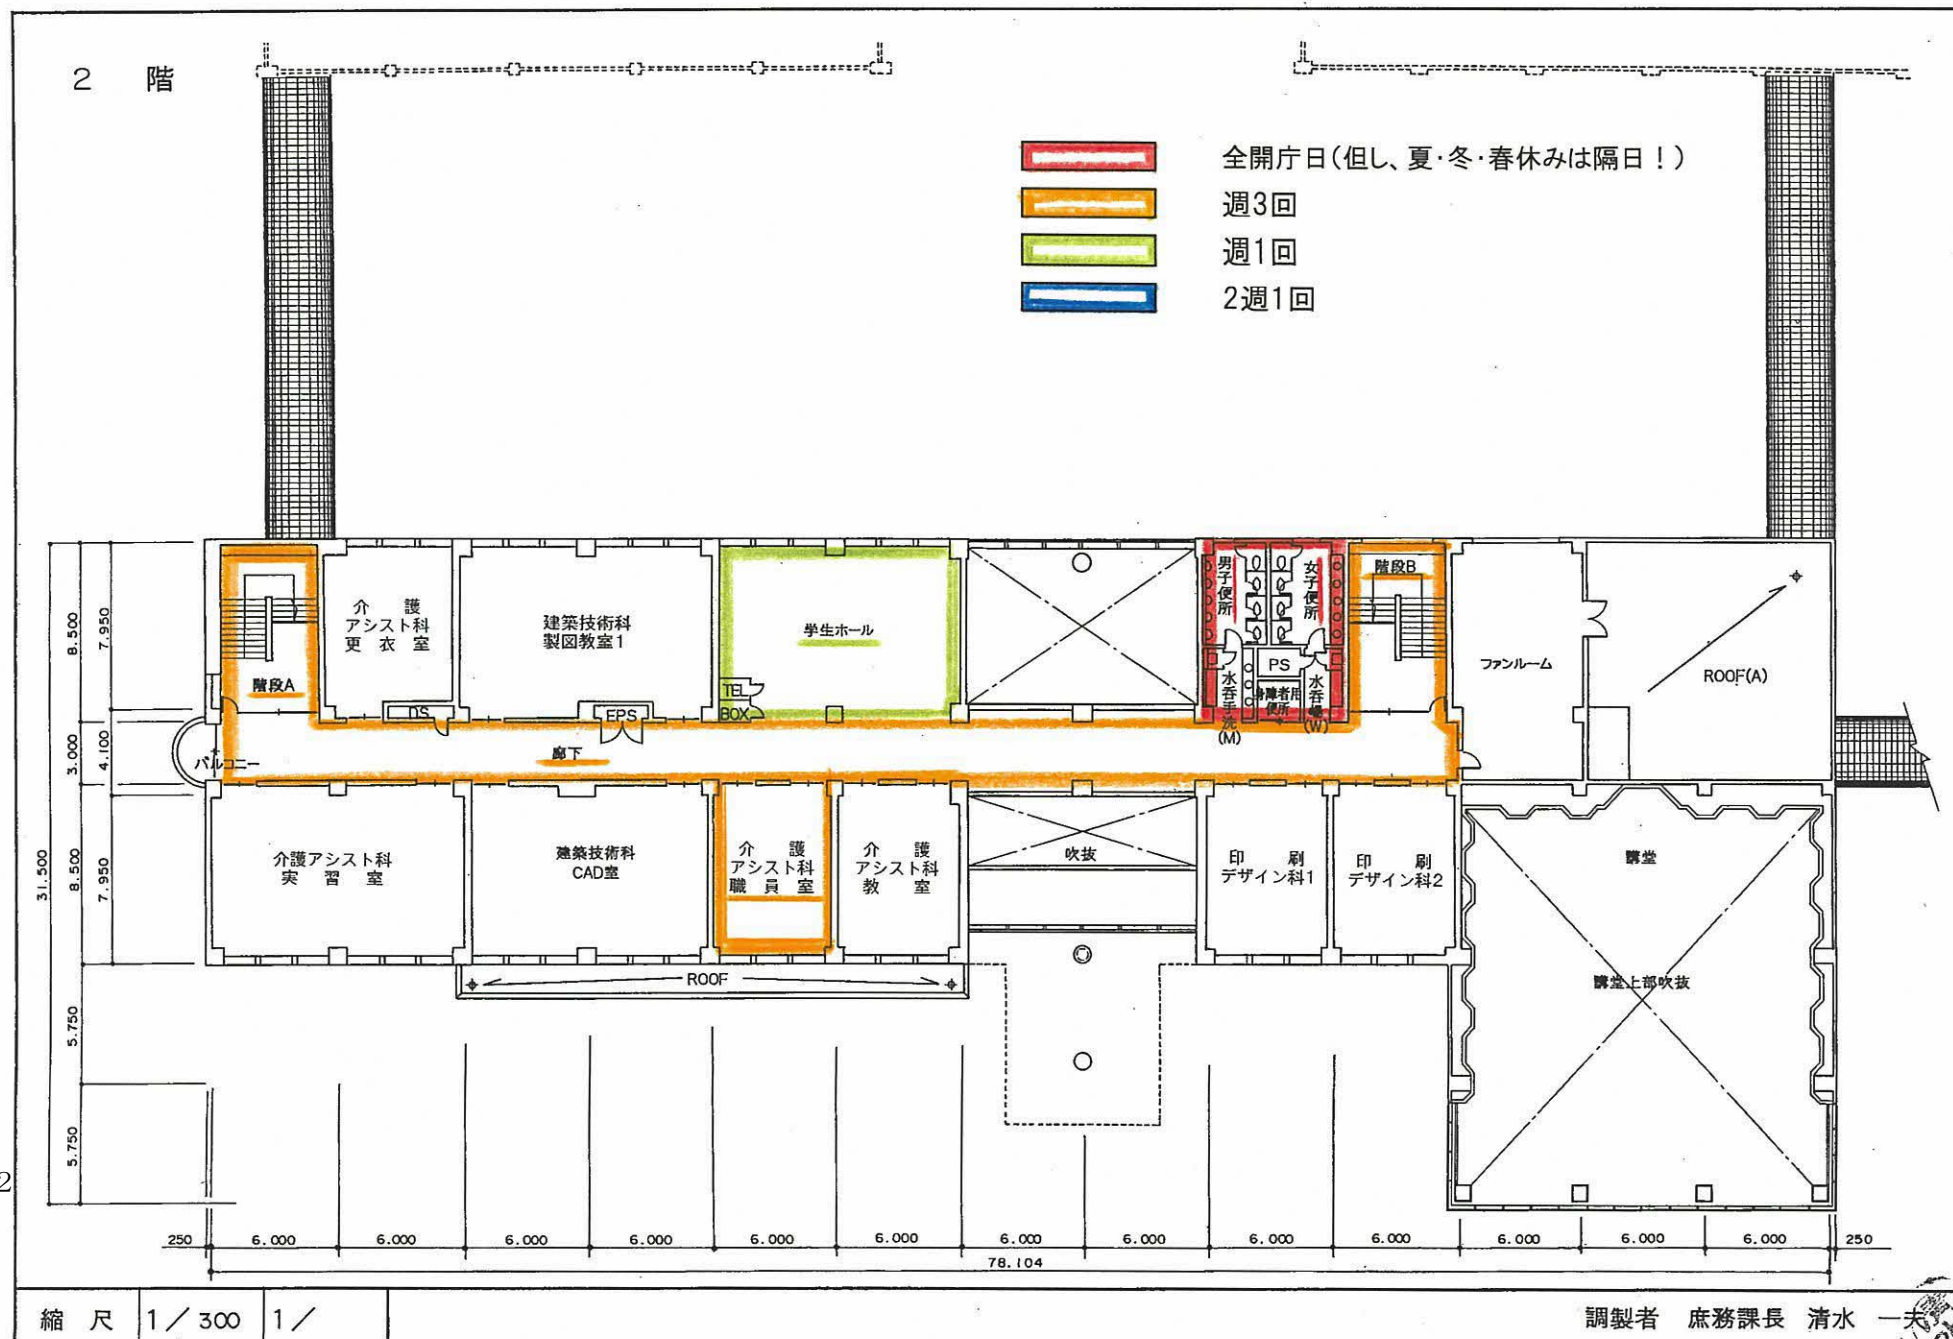 2 階
全開庁日(但し、夏・冬・春休みは隔日!)
週3回
週1回
2週1回
階段A
介 護
アシスト科
更 衣 室
建築技術科
製図教室1
学生ホール
TEL
BOX
男子便所
女子便所
PS
水呑手洗
(M)
身障者用
便所
(W)
階段B
ファンルーム
ROOF(A)
DS
EPS
廊下
バルコニー
介護アシスト科
実 習 室
建築技術科
CAD室
介 護
アシスト科
職 員 室
介 護
アシスト科
教 室
吹抜
印 刷
デザイン科1
印 刷
デザイン科2
講堂
講堂上部吹抜
ROOF
31.500
8.500
3.000
8.500
5.750
5.750
7.950
4.100
7.950
250
6.000
6.000
6.000
6.000
6.000
6.000
6.000
6.000
6.000
6.000
6.000
6.000
6.000
250
78.104
2
縮 尺 1/300 1/
調製者 庶務課長 清水 一夫